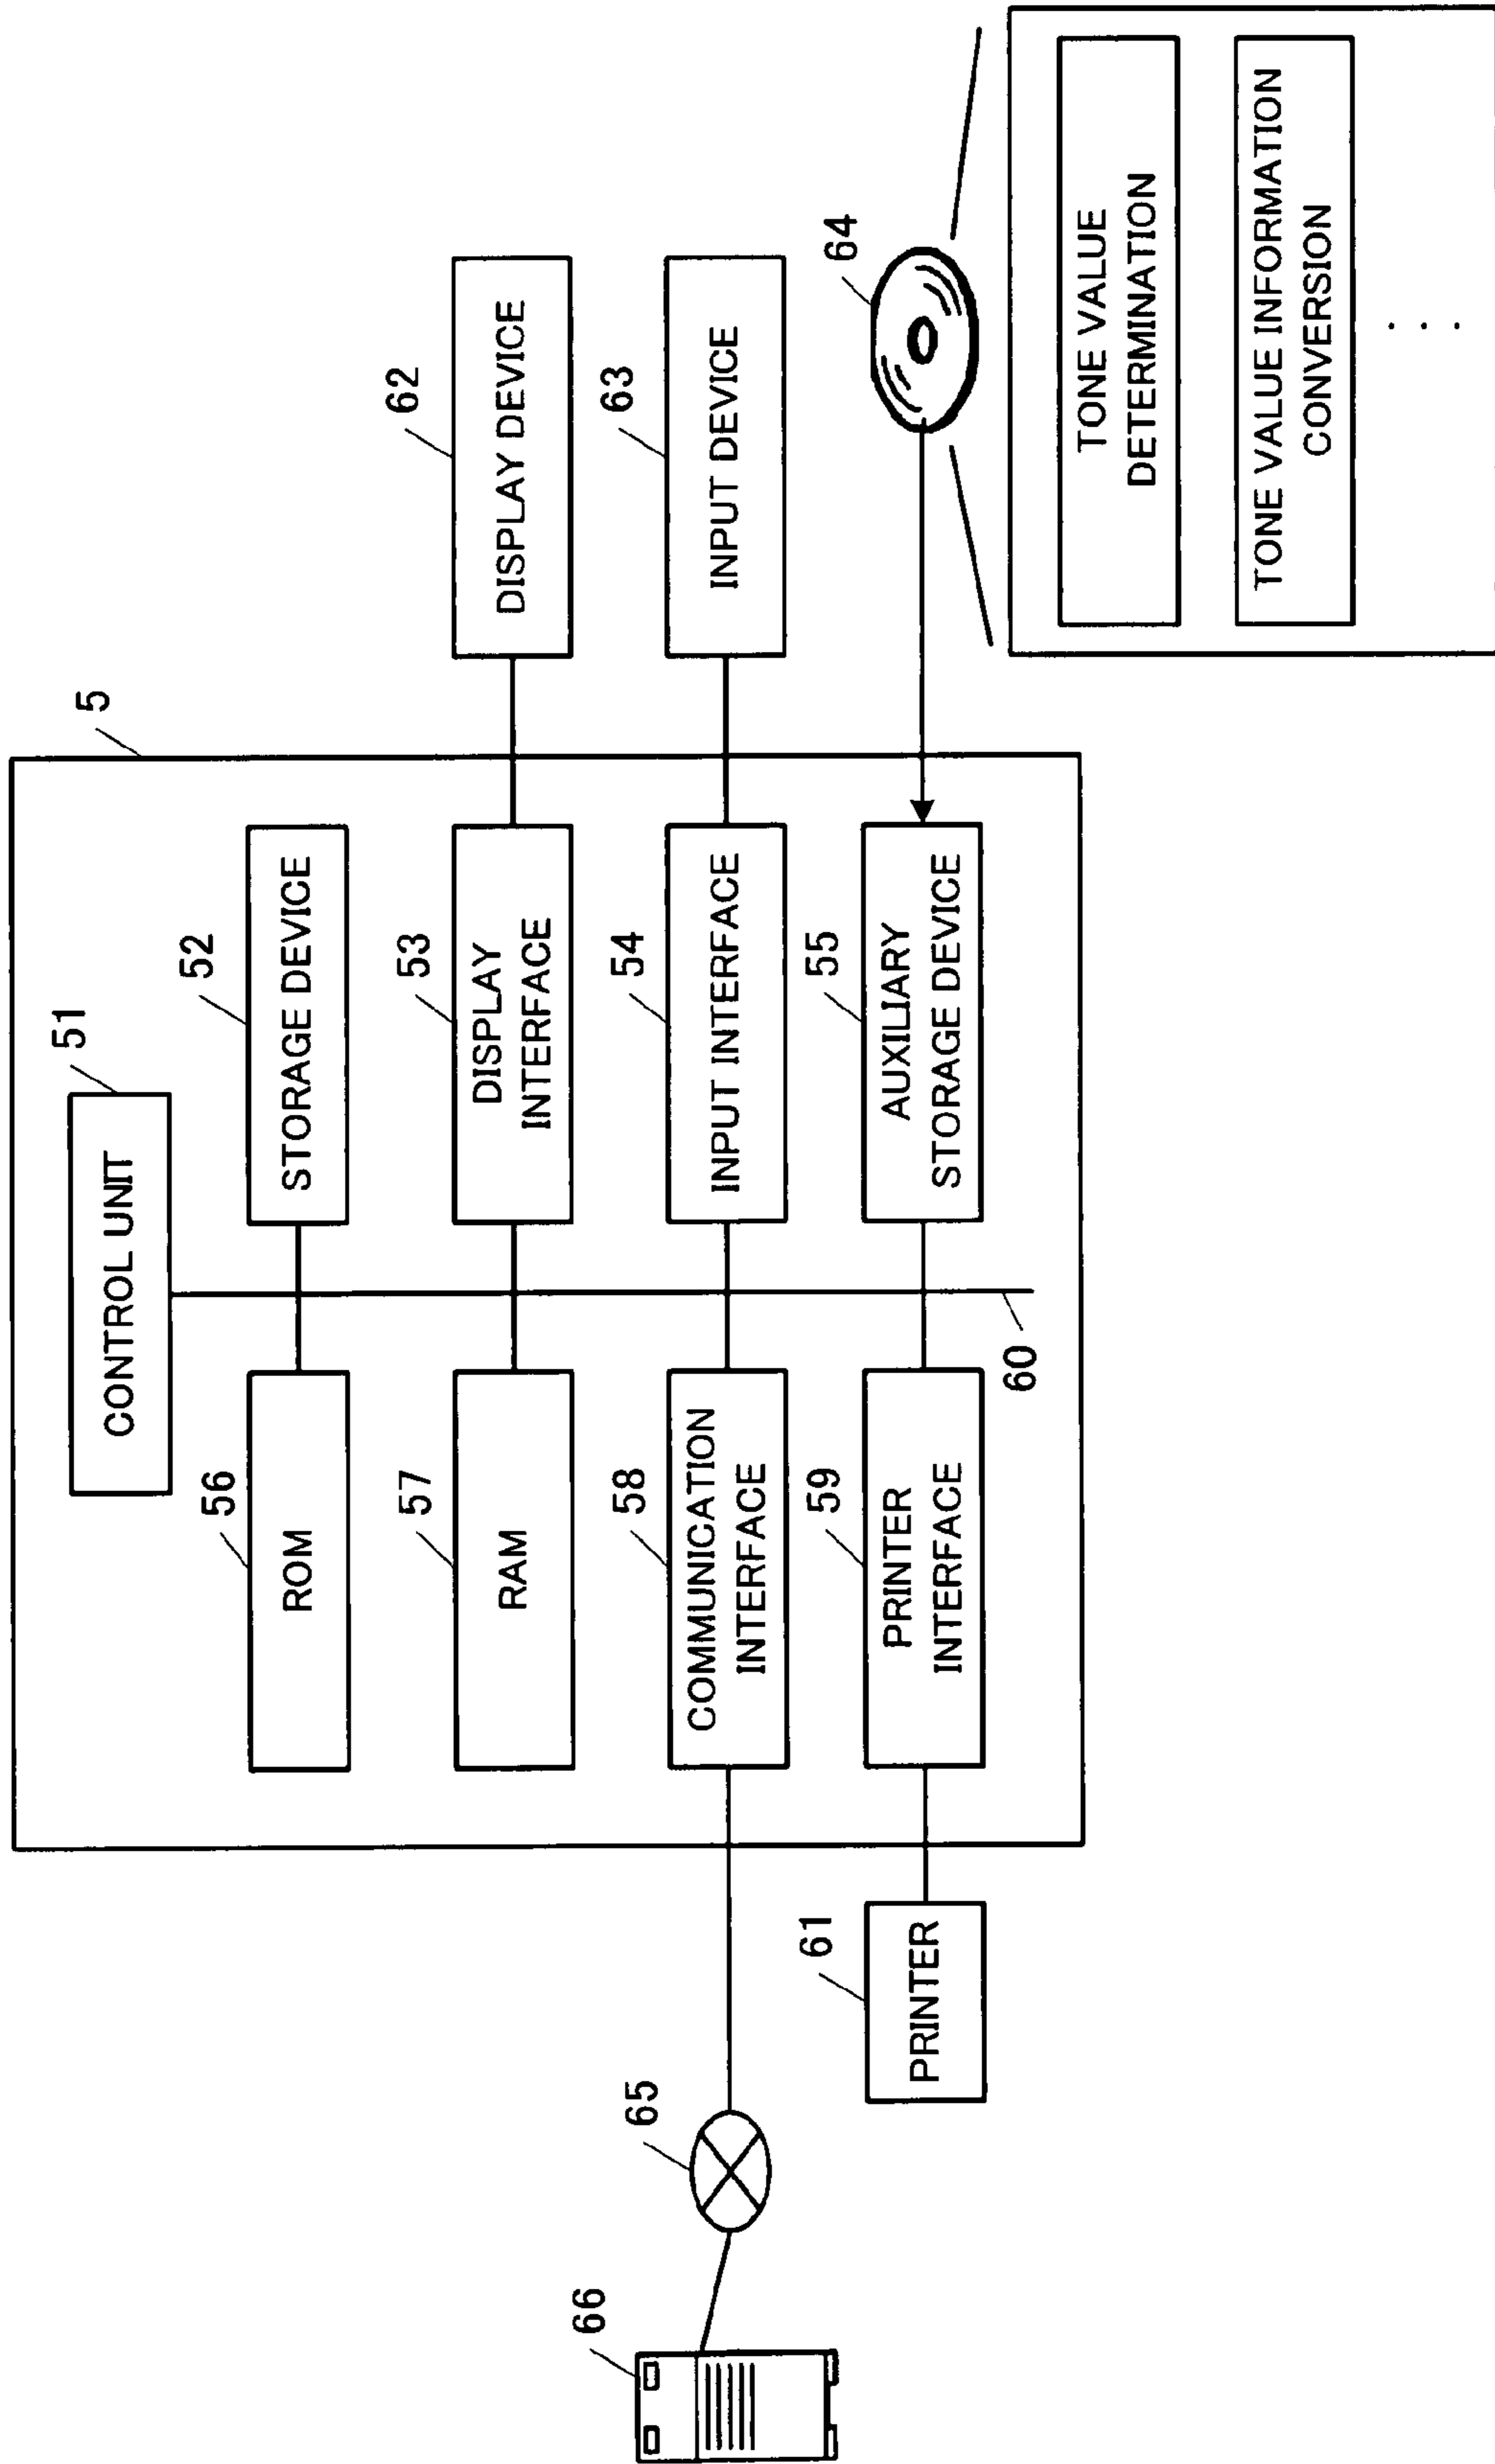 5
51
CONTROL UNIT
56
ROM
52
STORAGE DEVICE
57
RAM
53
DISPLAY
INTERFACE
62
DISPLAY DEVICE
66
65
58
COMMUNICATION
INTERFACE
54
INPUT INTERFACE
63
INPUT DEVICE
61
PRINTER
59
PRINTER
INTERFACE
55
AUXILIARY
STORAGE DEVICE
64
60
TONE VALUE
DETERMINATION
TONE VALUE INFORMATION
CONVERSION
. . .